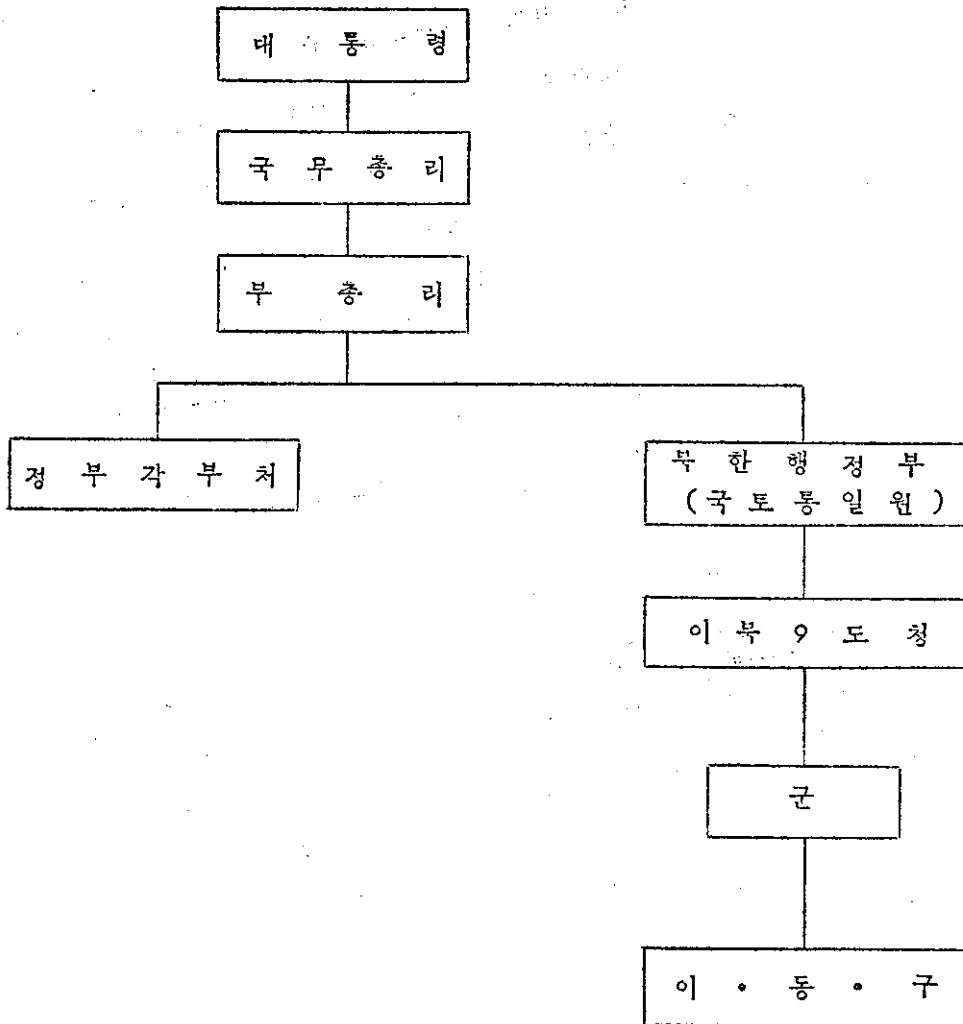 대 통 령
국 무 총 리
부 총 리
정 부 각 부 처
북 한 행 정 부
( 국 토 통 일 원 )
이 북 9 도 청
군
이 • 동 • 구